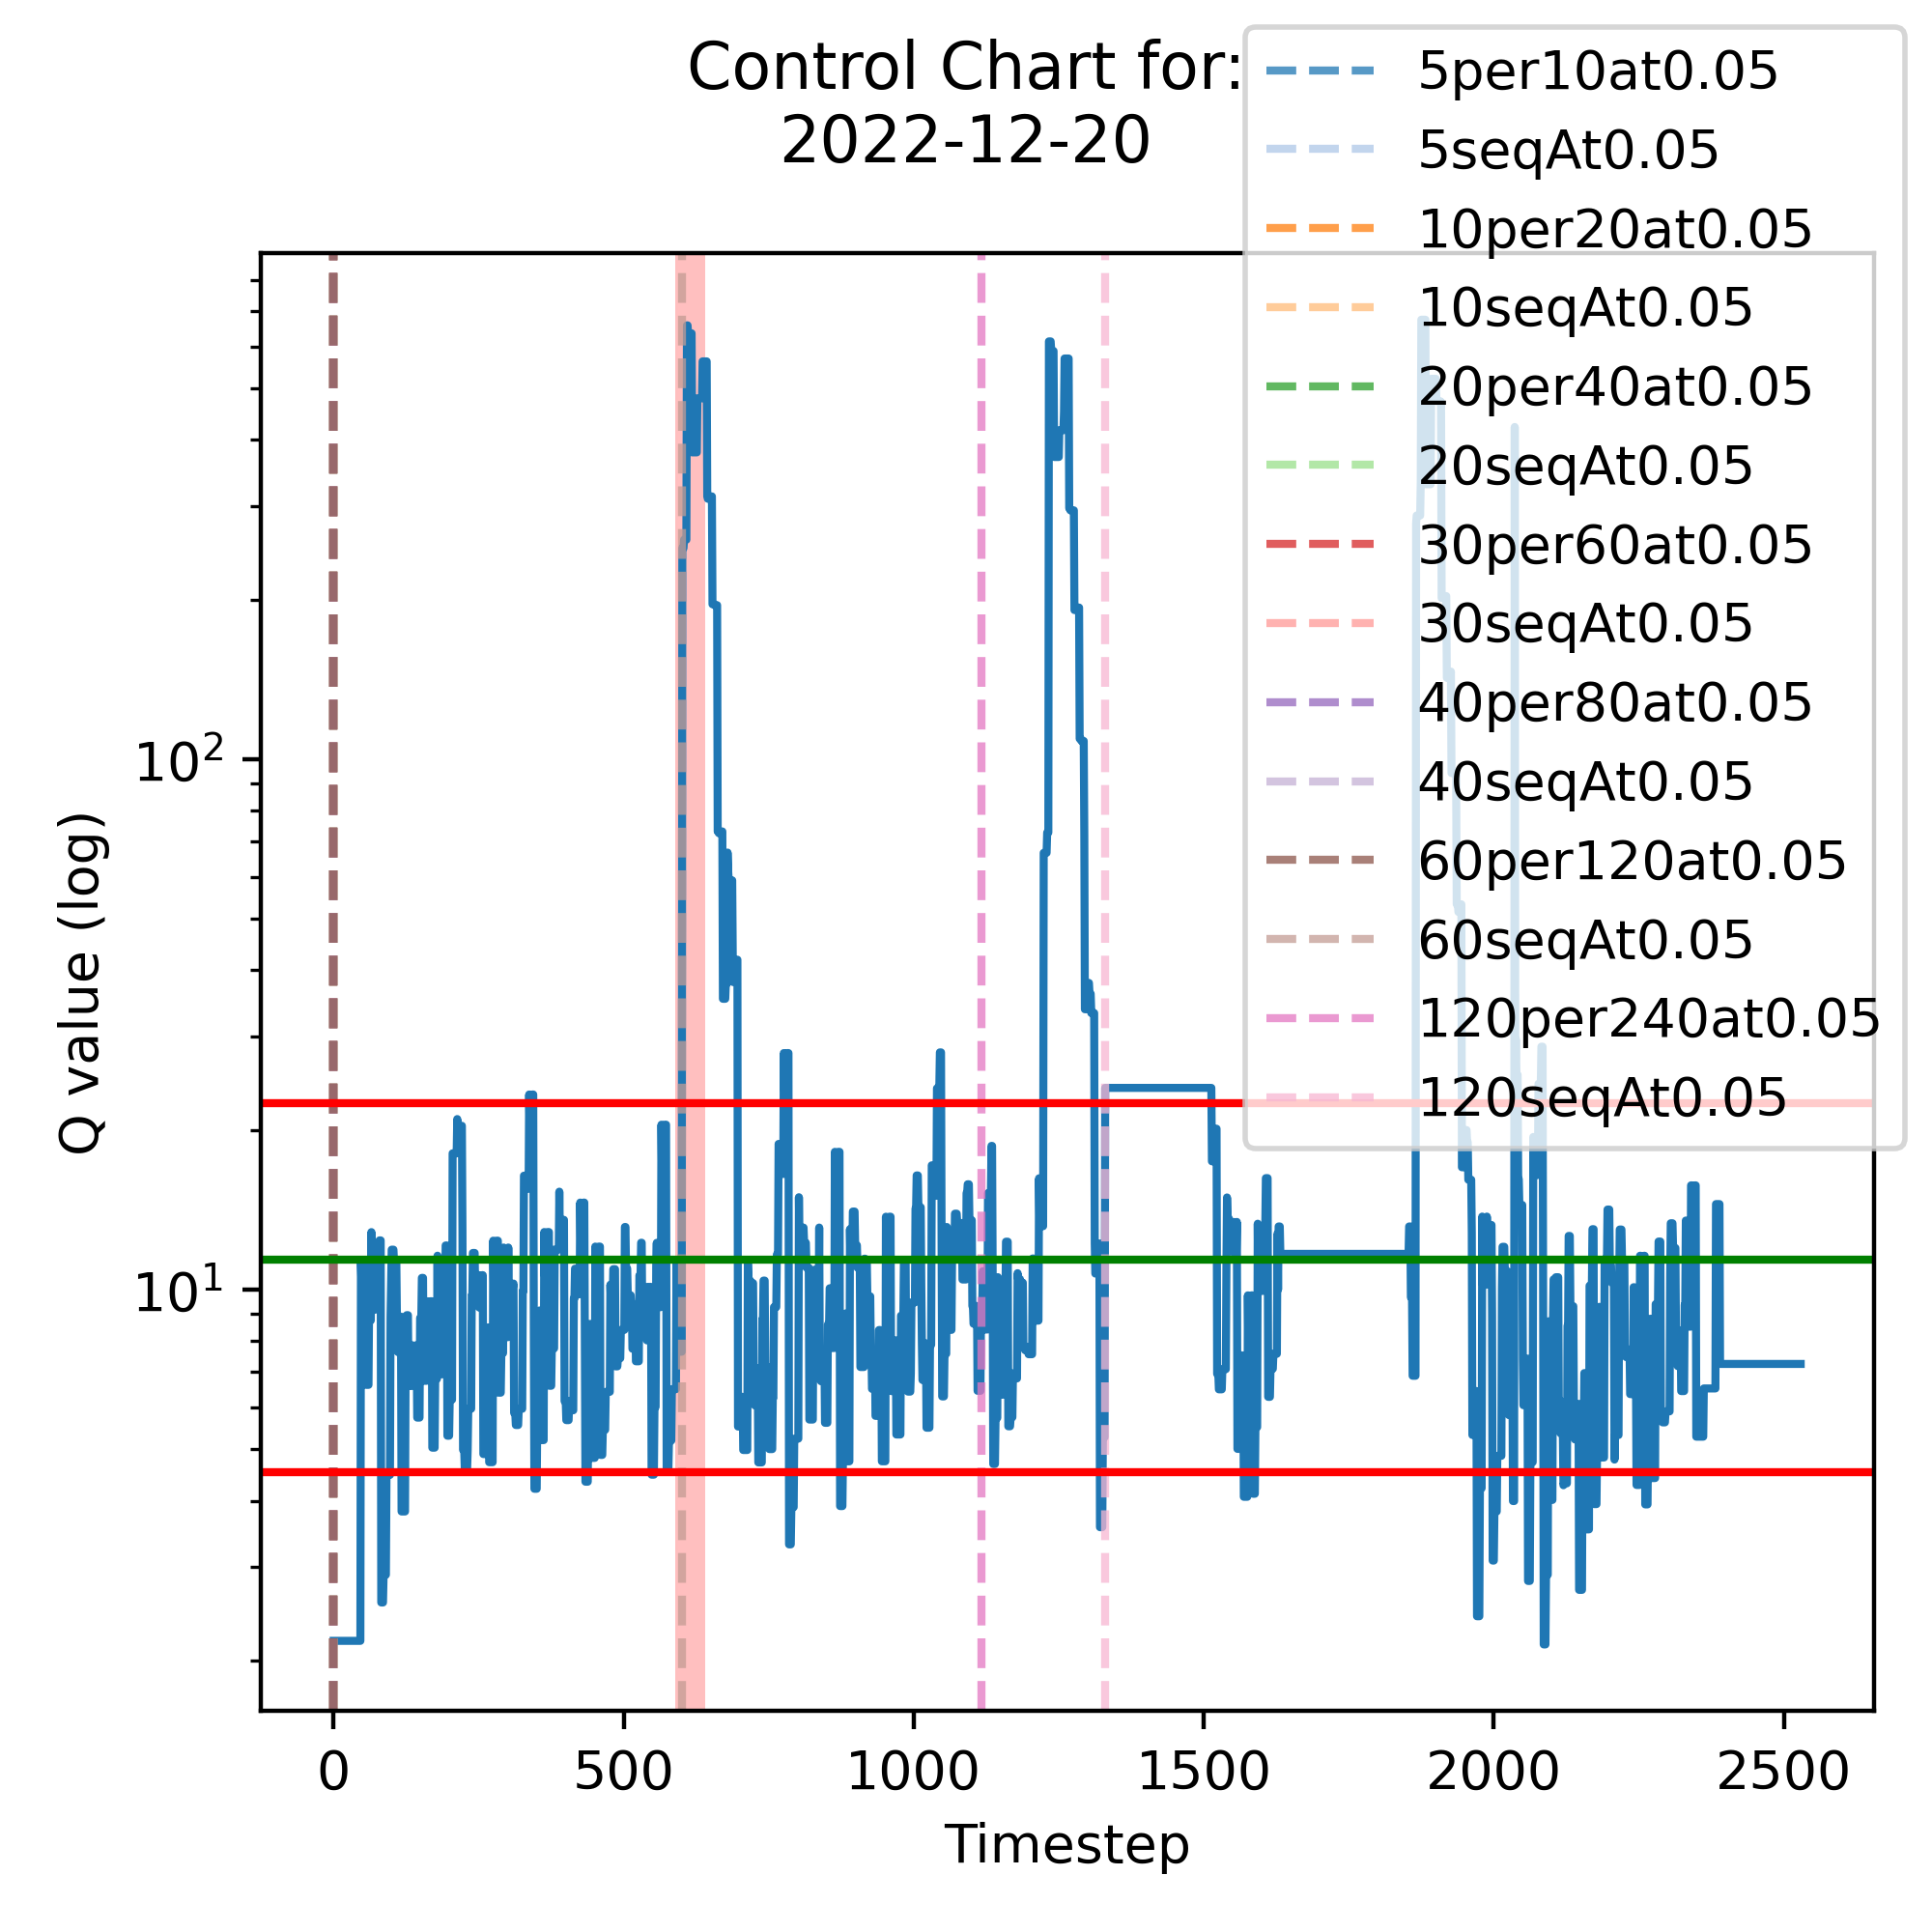 Control Chart for:
2022-12-20
5per10at0.05
5seqAt0.05
10per20at0.05
10seqAt0.05
20per40at0.05
20seqAt0.05
30per60at0.05
30seqAt0.05
40per80at0.05
40seqAt0.05
60per120at0.05
60seqAt0.05
120per240at0.05
120seqAt0.05
Q value (log)
10²
10¹
0 500 1000 1500 2000 2500
Timestep